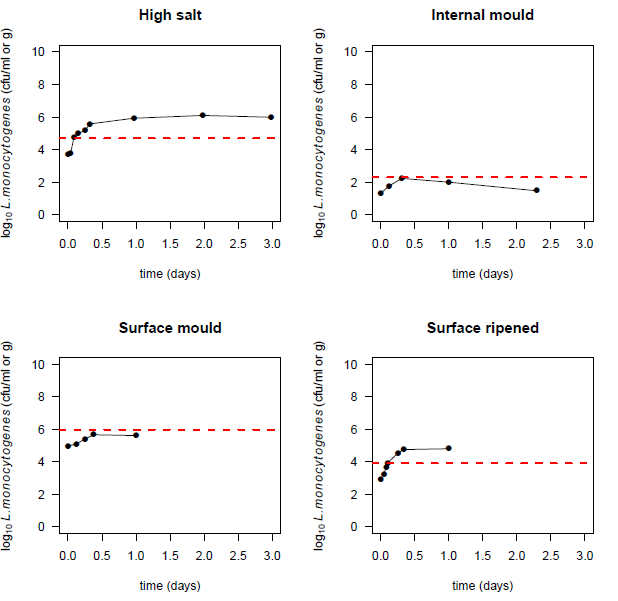 High salt
log10 L.monocytogenes (cfu/ml or g)
10
8
6
4
2
0
0.0 0.5 1.0 1.5 2.0 2.5 3.0
time (days)
Internal mould
log10 L.monocytogenes (cfu/ml or g)
10
8
6
4
2
0
0.0 0.5 1.0 1.5 2.0 2.5 3.0
time (days)
Surface mould
log10 L.monocytogenes (cfu/ml or g)
10
8
6
4
2
0
0.0 0.5 1.0 1.5 2.0 2.5 3.0
time (days)
Surface ripened
log10 L.monocytogenes (cfu/ml or g)
10
8
6
4
2
0
0.0 0.5 1.0 1.5 2.0 2.5 3.0
time (days)